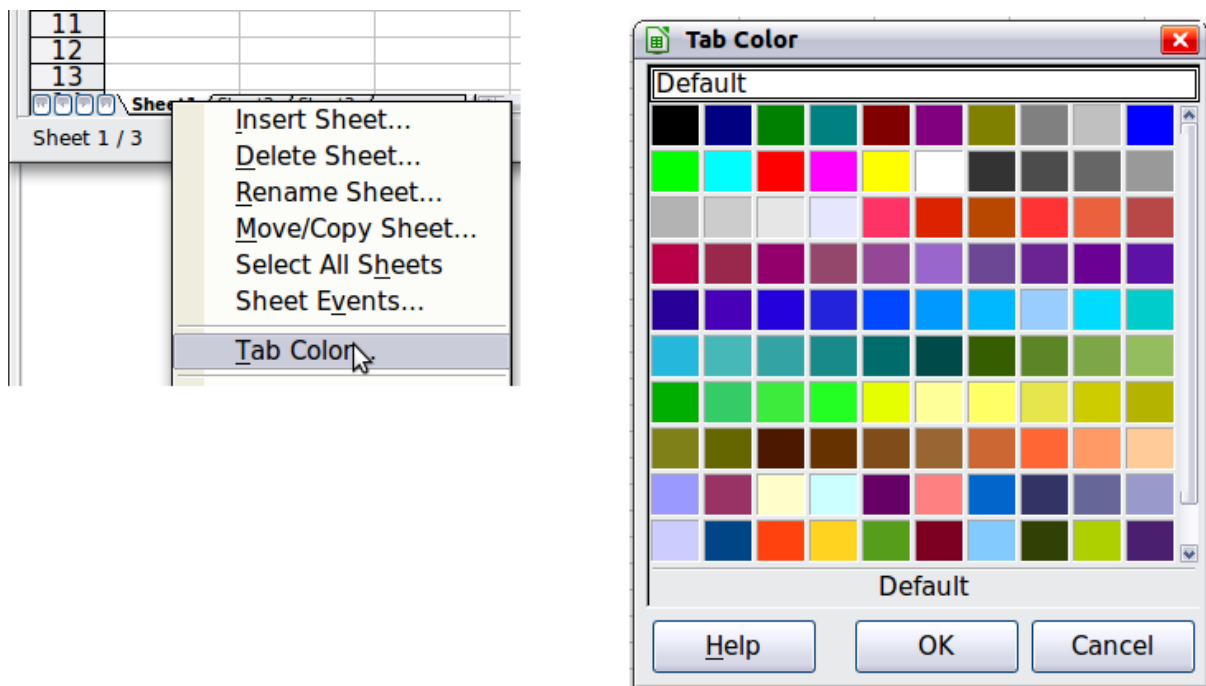 11
12
13
Sheet 1 / 3
Insert Sheet...
Delete Sheet...
Rename Sheet...
Move/Copy Sheet...
Select All Sheets
Sheet Events...
Tab Color...
Tab Color
Default
Default
Help
OK
Cancel